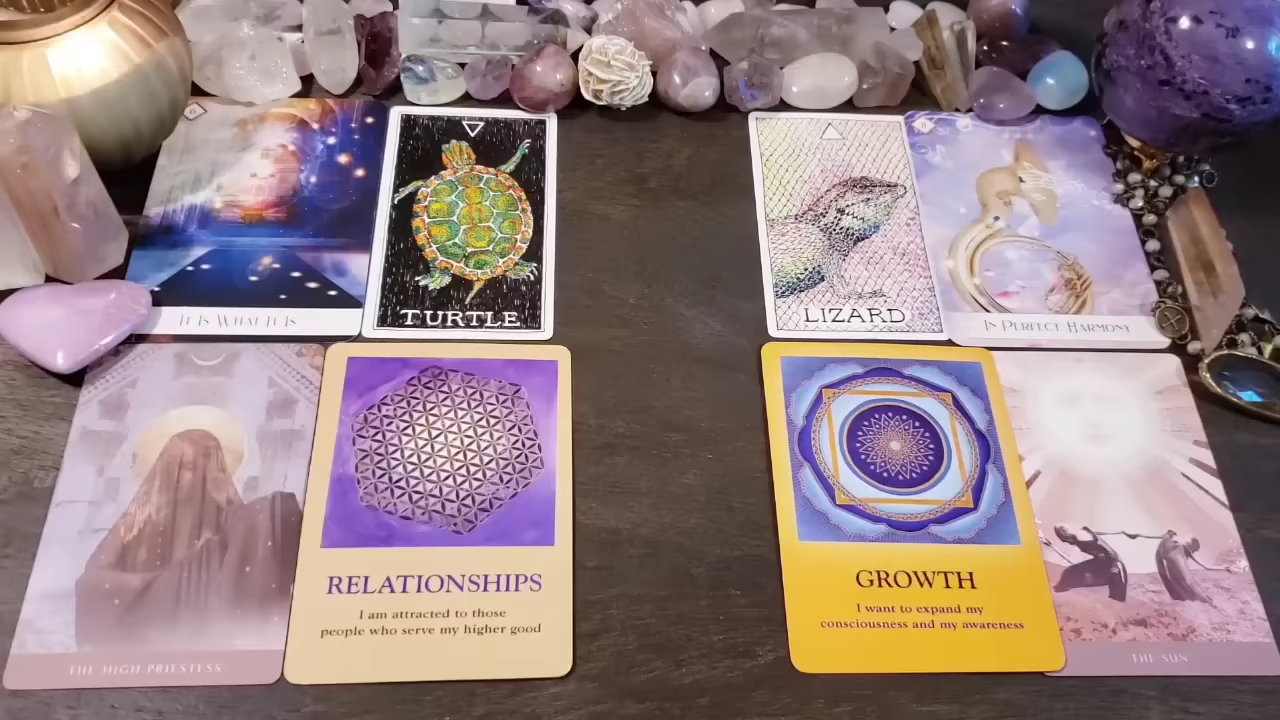 IT IS WHAT IT IS
TURTLE
LIZARD
IN PERFECT HARMONY
THE HIGH PRIESTESS
RELATIONSHIPS
I am attracted to those
people who serve my higher good
GROWTH
I want to expand my
consciousness and my awareness
THE SUN